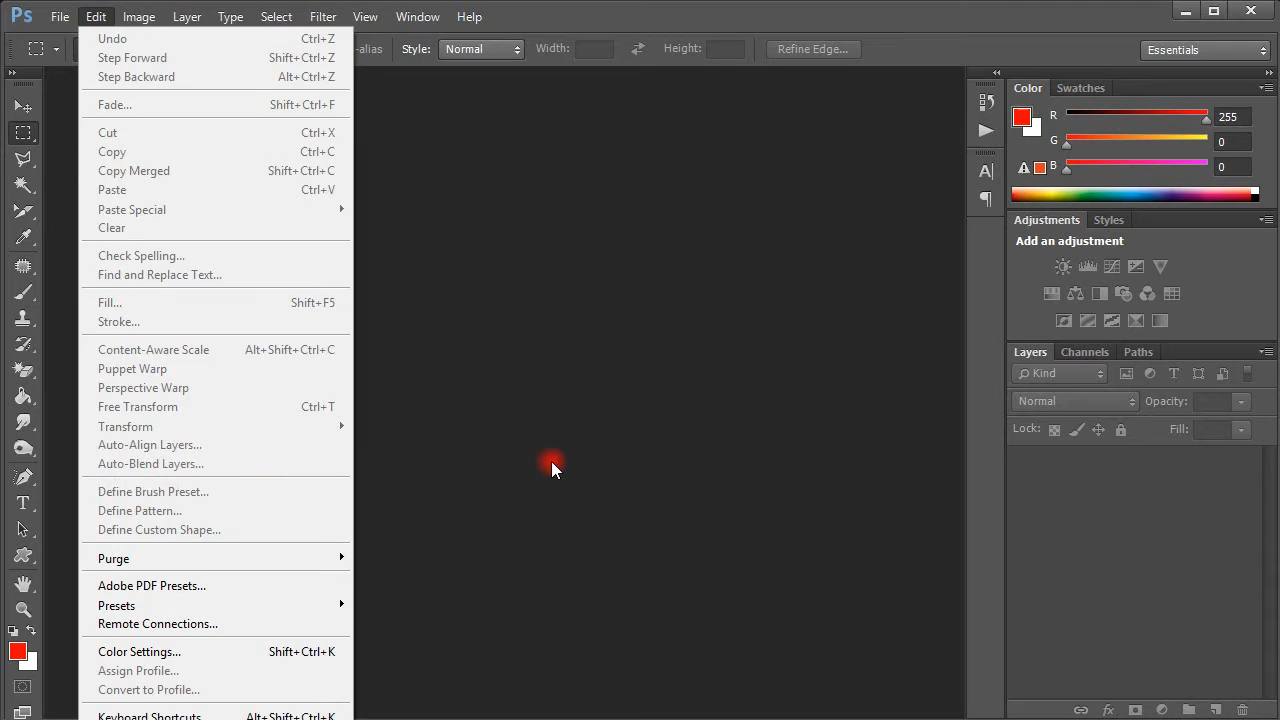 Ps File Edit Image Layer Type Select Filter View Window Help
-alias Style: Normal Width: Height: Refine Edge... Essentials
Undo Ctrl+Z
Step Forward Shift+Ctrl+Z
Step Backward Alt+Ctrl+Z
Fade... Shift+Ctrl+F
Cut Ctrl+X
Copy Ctrl+C
Copy Merged Shift+Ctrl+C
Paste Ctrl+V
Paste Special
Clear
Check Spelling...
Find and Replace Text...
Fill... Shift+F5
Stroke...
Content-Aware Scale Alt+Shift+Ctrl+C
Puppet Warp
Perspective Warp
Free Transform Ctrl+T
Transform
Auto-Align Layers...
Auto-Blend Layers...
Define Brush Preset...
Define Pattern...
Define Custom Shape...
Purge
Adobe PDF Presets...
Presets
Remote Connections...
Color Settings... Shift+Ctrl+K
Assign Profile...
Convert to Profile...
Keyboard Shortcuts Alt+Shift+Ctrl+K
Color Swatches
R 255
G 0
B 0
Adjustments Styles
Add an adjustment
Layers Channels Paths
Kind
Normal Opacity:
Lock: Fill: